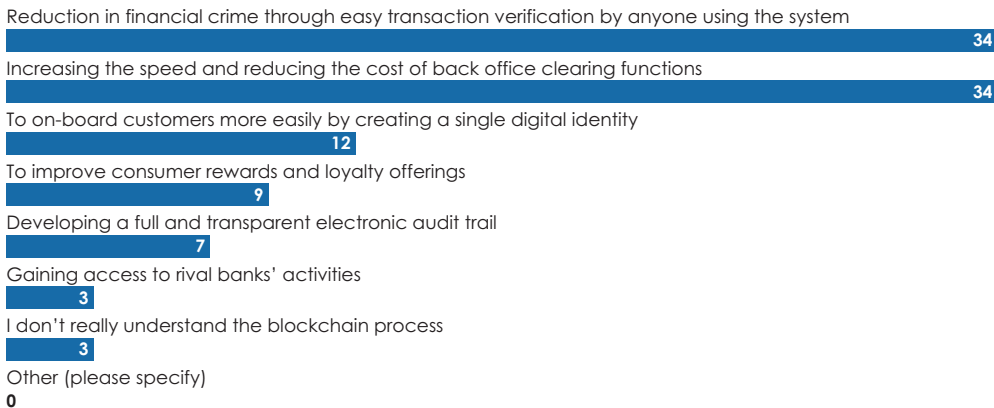 Reduction in financial crime through easy transaction verification by anyone using the system
34
Increasing the speed and reducing the cost of back office clearing functions
34
To on-board customers more easily by creating a single digital identity
12
To improve consumer rewards and loyalty offerings
9
Developing a full and transparent electronic audit trail
7
Gaining access to rival banks’ activities
3
I don’t really understand the blockchain process
3
Other (please specify)
0